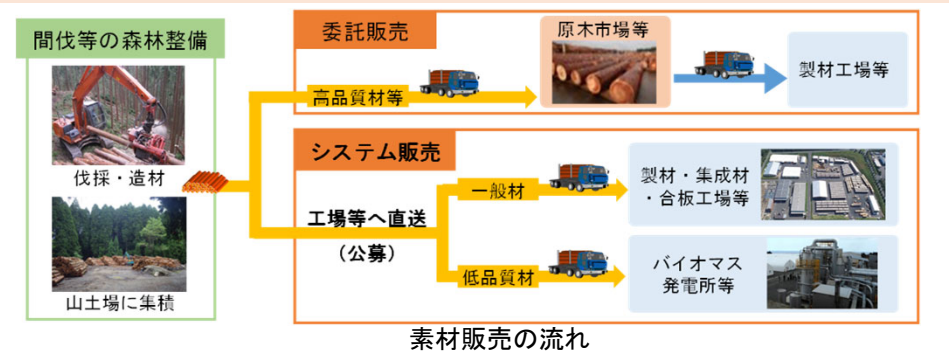 間伐等の森林整備
伐採・造材
山土場に集積
委託販売
高品質材等
原木市場等
製材工場等
システム販売
工場等へ直送
（公募）
一般材
製材・集成材
・合板工場等
低品質材
バイオマス
発電所等
素材販売の流れ